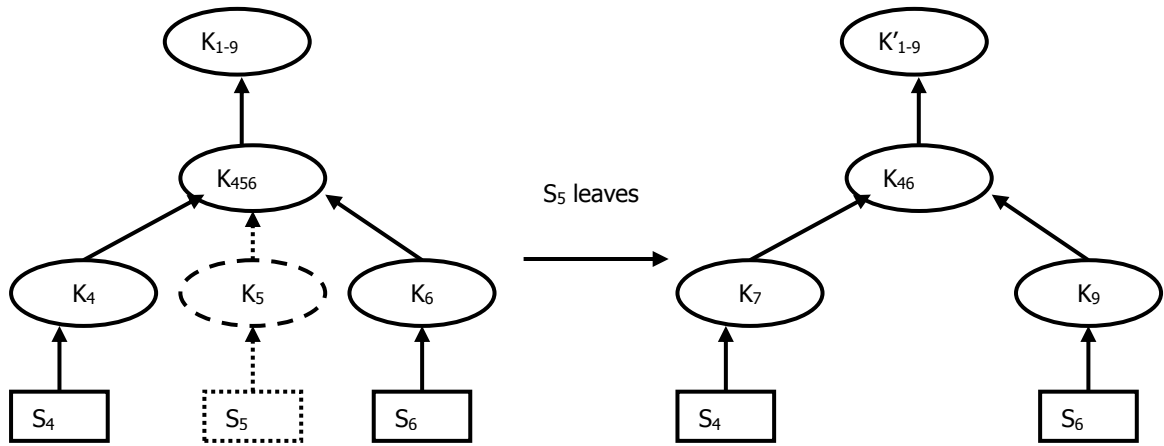 K₁₋₉
K′₁₋₉
K₄₅₆
K₄₆
S₅ leaves
K₄
K₅
K₆
K₇
K₉
S₄
S₅
S₆
S₄
S₆